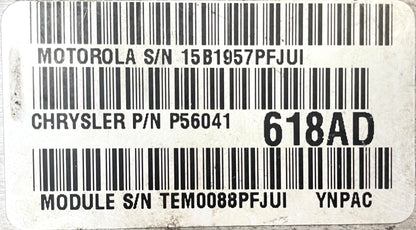 MOTOROLA S/N 15B1957PFJUI
CHRYSLER P/N P56041 618AD
MODULE S/N TEM0088PFJUI YNPAC